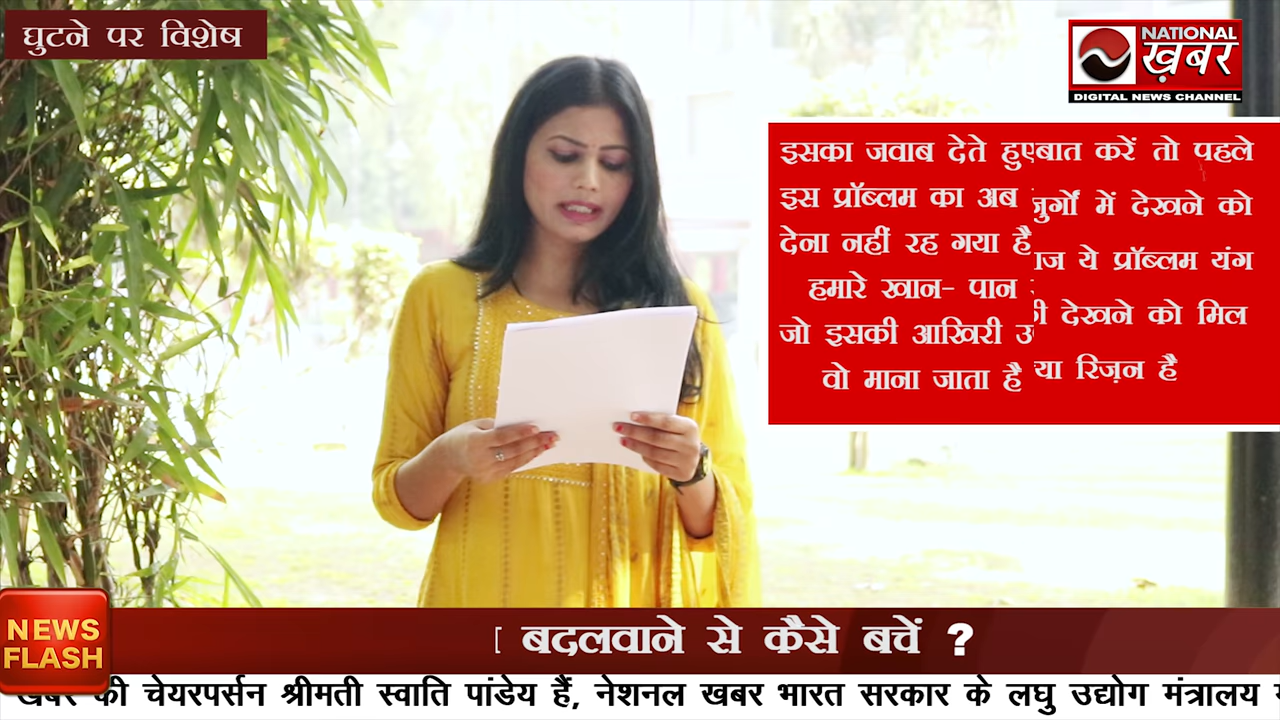 घुटने पर विशेष
NATIONAL
ख़बर
DIGITAL NEWS CHANNEL
इसका जवाब देते हुए
इस प्रॉब्लम का अब
देना नहीं रह गया है
हमारे खान- पान
जो इसकी आखिरी
वो माना जाता है
बात करें तो पहले
में देखने को
ये प्रॉब्लम यंग
देखने को मिल
रिज़न है
NEWS
FLASH
बदलवाने से कैसे बचें ?
खबर की चेयरपर्सन श्रीमती स्वाति पांडेय हैं, नेशनल खबर भारत सरकार के लघु उद्योग मंत्रालय